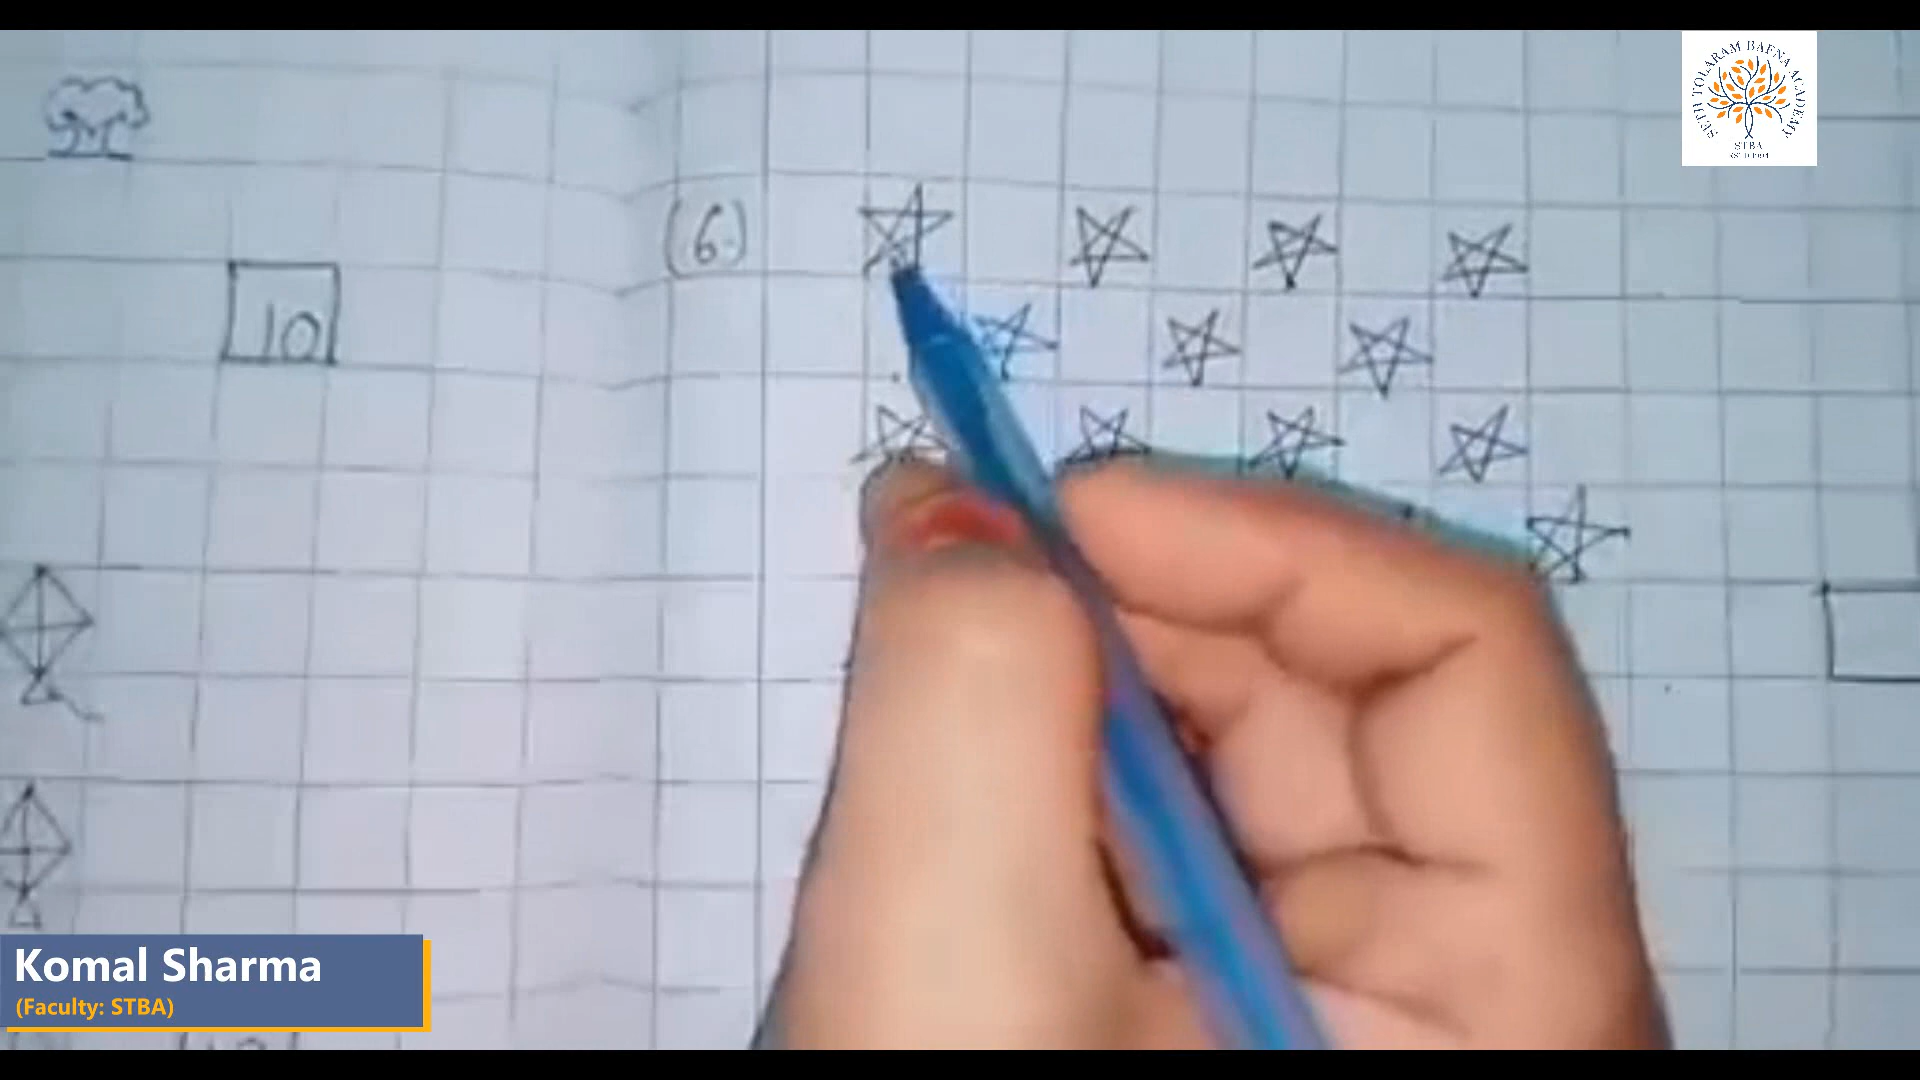 SETH TOLARAM BAFNA ACADEMY
STBA
(6.)
10
Komal Sharma
(Faculty: STBA)